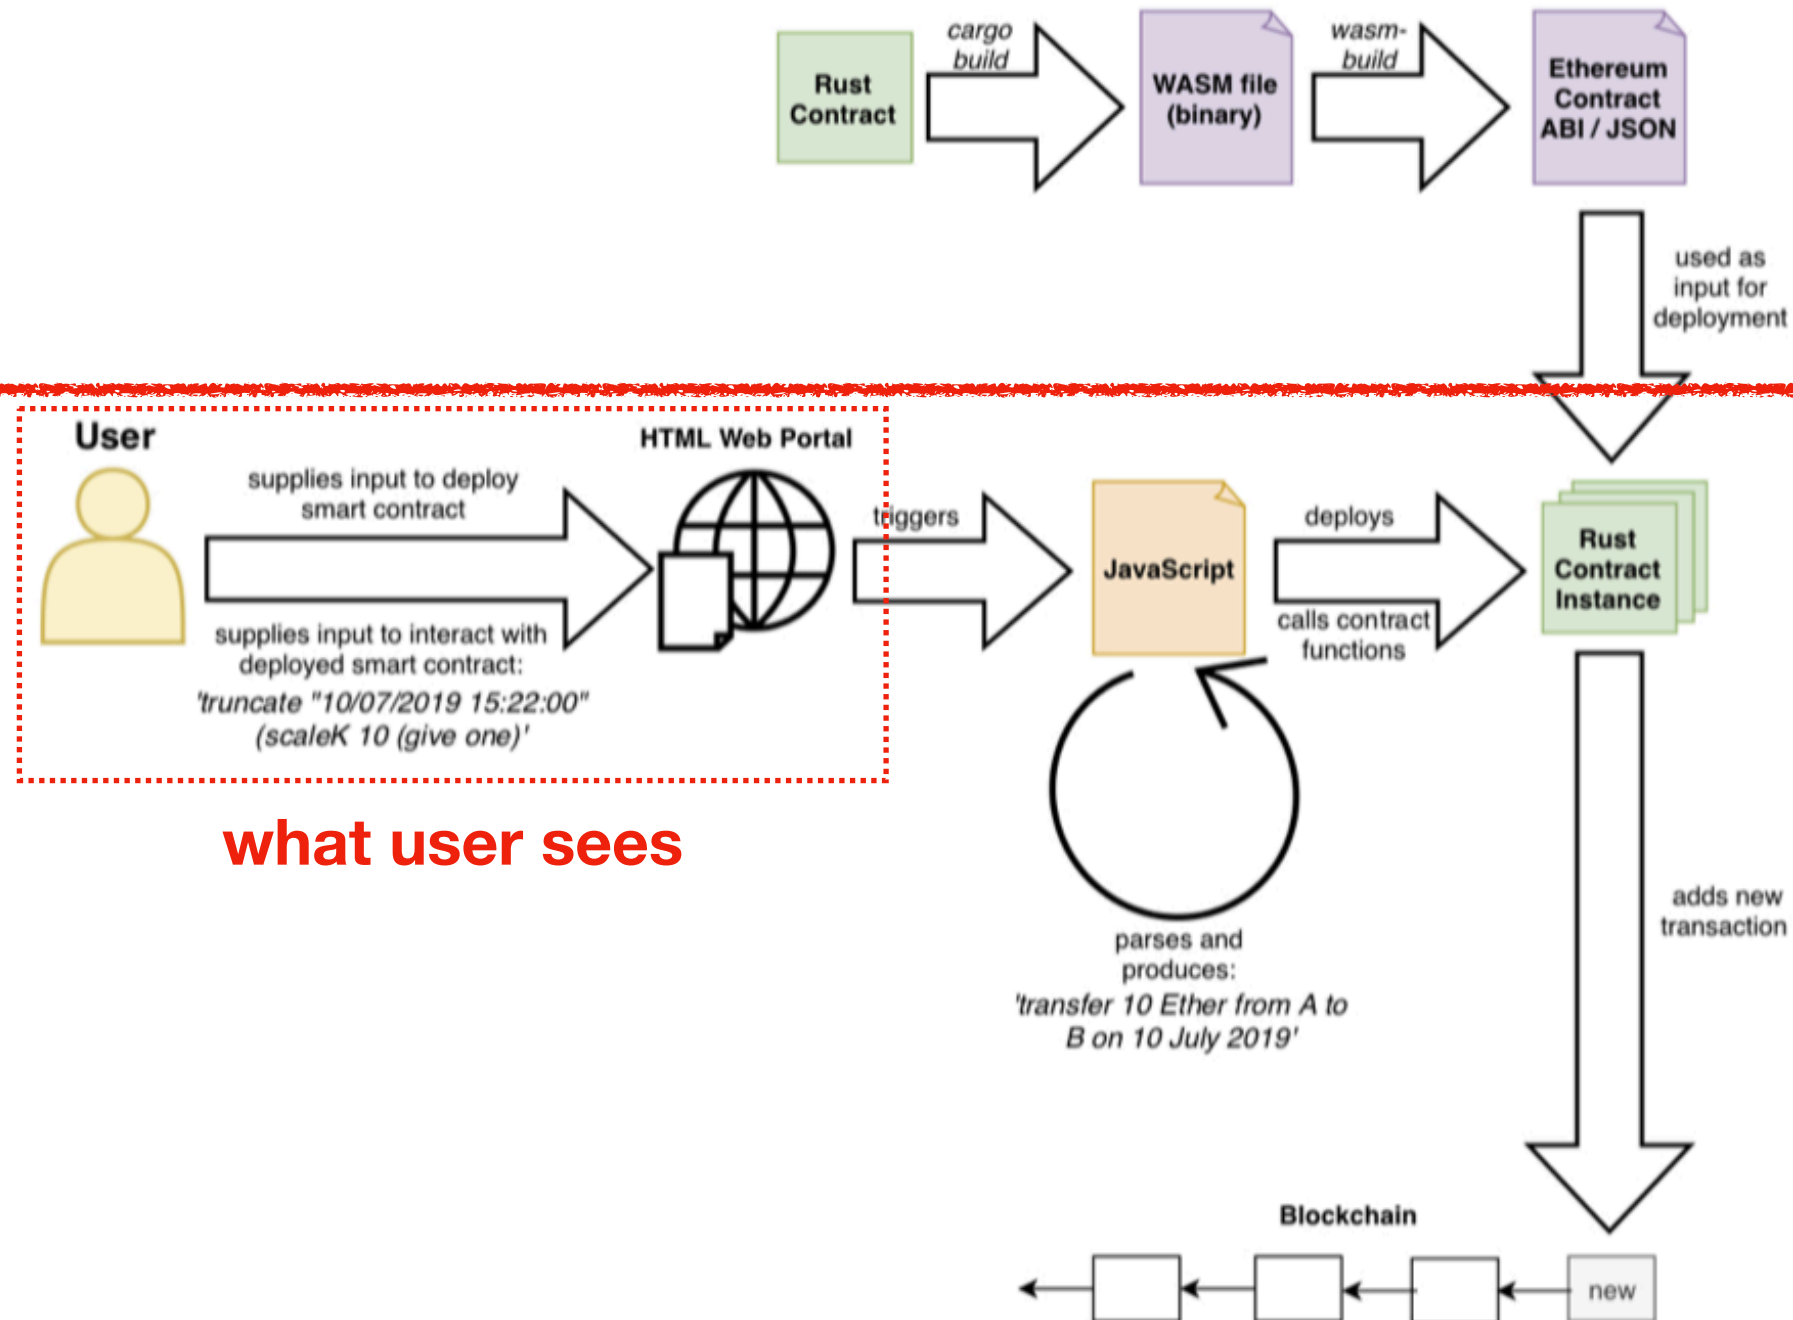 cargo
build
wasm-
build
Rust
Contract
WASM file
(binary)
Ethereum
Contract
ABI / JSON
used as
input for
deployment
User
HTML Web Portal
supplies input to deploy
smart contract
supplies input to interact with
deployed smart contract:
'truncate "10/07/2019 15:22:00"
(scaleK 10 (give one)'
triggers
JavaScript
deploys
calls contract
functions
Rust
Contract
Instance
what user sees
parses and
produces:
'transfer 10 Ether from A to
B on 10 July 2019'
adds new
transaction
Blockchain
new